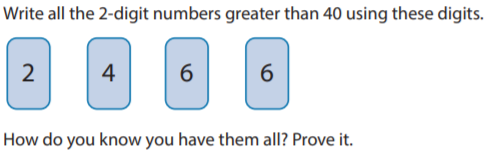 Write all the 2-digit numbers greater than 40 using these digits.
2 4 6 6
How do you know you have them all? Prove it.